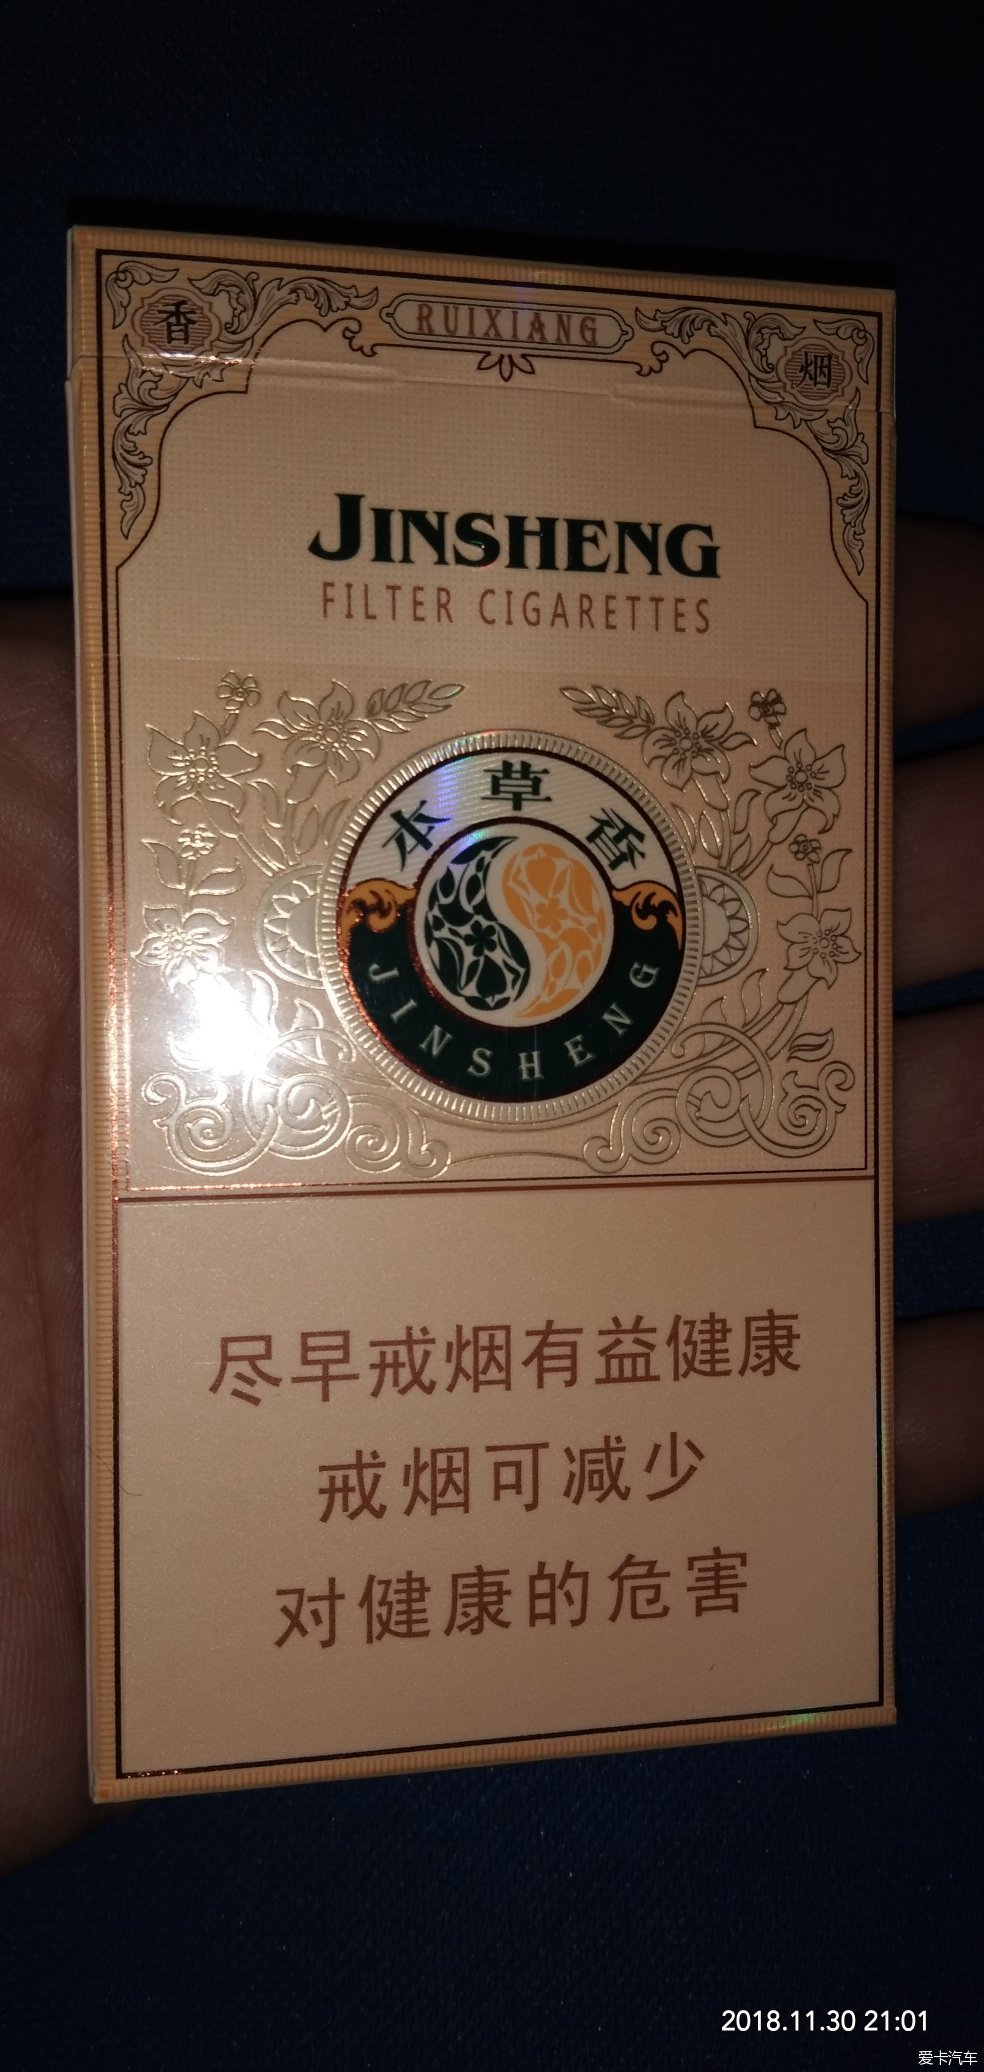 香
RUIXIANG
烟
JINSHENG
FILTER CIGARETTES
本草香
JINSHENG
尽早戒烟有益健康
戒烟可减少
对健康的危害
2018.11.30 21:01
爱卡汽车